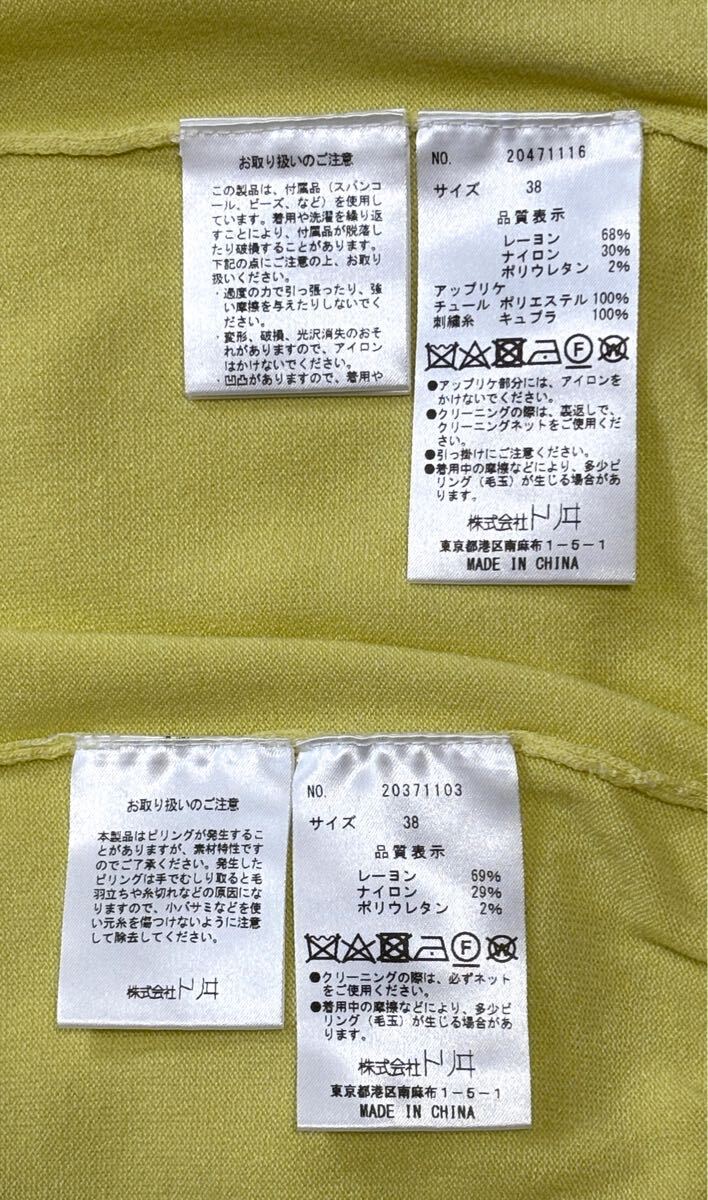 お取り扱いのご注意
この製品は、付属品（スパンコ
ール、ビーズ、など）を使用し
ています。着用や洗濯を繰り返
すことにより、付属品が脱落し
たり破損することがあります。
下記の点にご注意の上、お取り
扱いください。
・過度の力で引っ張ったり、強
い摩擦を与えたりしないでく
ださい。
・変形、破損、光沢消失のおそ
れがありますので、アイロン
はかけないでください。
・凹凸がありますので、着用や
NO. 20471116
サイズ 38
品質表示
レーヨン 68%
ナイロン 30%
ポリウレタン 2%
アップリケ
チュール ポリエステル 100%
刺繍糸 キュプラ 100%
F W
●アップリケ部分には、アイロンを
かけないでください。
●クリーニングの際は、裏返しで、
クリーニングネットをご使用くだ
さい。
●引っ掛けにご注意ください。
●着用中の摩擦などにより、多少ピ
リング（毛玉）が生じる場合があ
ります。
株式会社トリヰ
東京都港区南麻布1-5-1
MADE IN CHINA
お取り扱いのご注意
本製品はピリングが発生するこ
とがありますが、素材特性です
のでご了承ください。発生した
ピリングは手でむしり取ると毛
羽立ちや糸切れなどの原因にな
りますので、小バサミなどを使
い元糸を傷つけないように注意
して除去してください。
株式会社トリヰ
NO. 20371103
サイズ 38
品質表示
レーヨン 69%
ナイロン 29%
ポリウレタン 2%
F W
●クリーニングの際は、必ずネット
をご使用ください。
●着用中の摩擦などにより、多少ピ
リング（毛玉）が生じる場合があ
ります。
株式会社トリヰ
東京都港区南麻布1-5-1
MADE IN CHINA